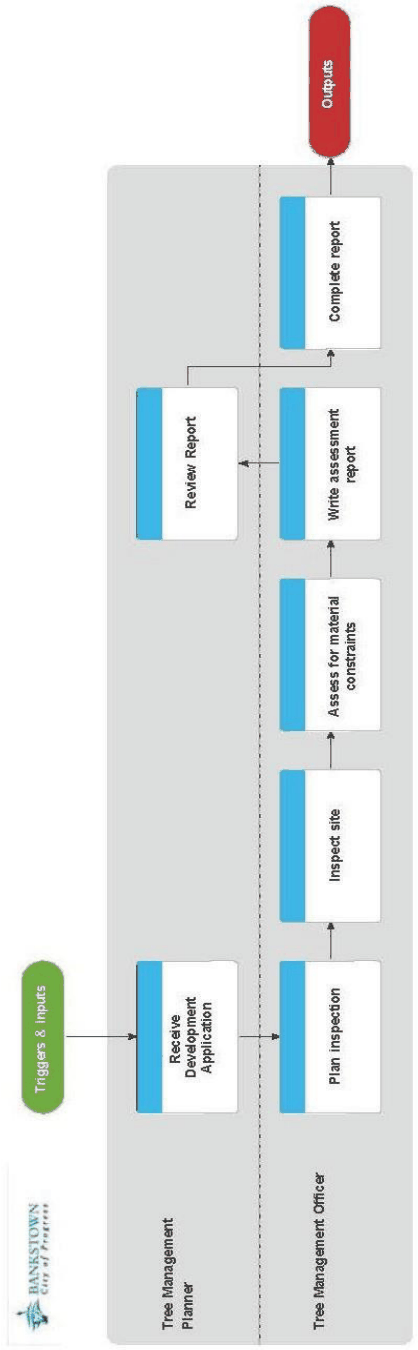 BANKSTOWN
City of Progress
Triggers & Inputs
Tree Management
Planner
Receive
Development
Application
Review Report
Tree Management Officer
Plan inspection
Inspect site
Assess for material
constraints
Write assessment
report
Complete report
Outputs